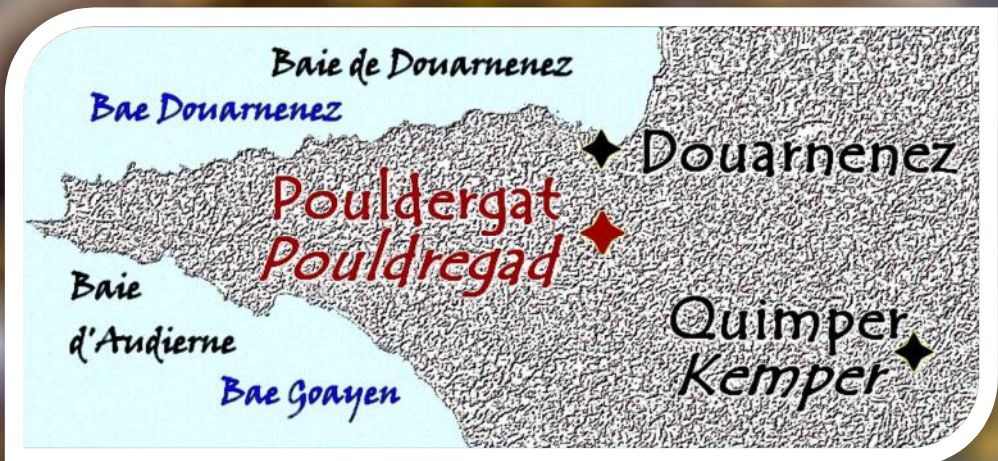 Baie de Douarnenez
Bae Douarnenez
Douarnenez
Pouldergat
Pouldregad
Baie
d'Audierne
Bae Goayen
Quimper
Kemper